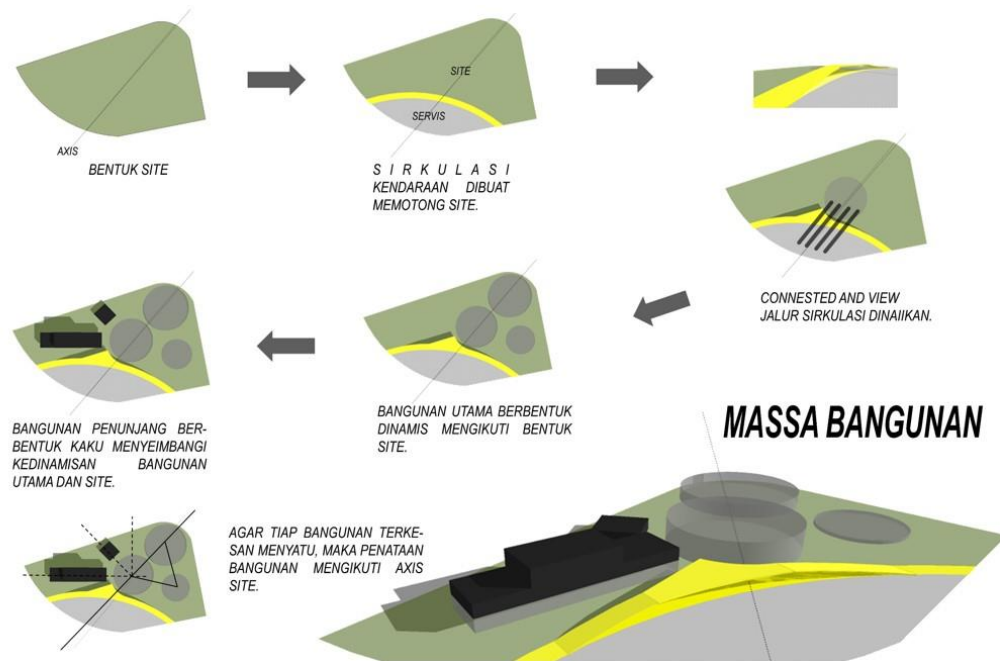 AXIS
BENTUK SITE
SITE
SERVIS
S I R K U L A S I
KENDARAAN DIBUAT
MEMOTONG SITE.
CONNESTED AND VIEW
JALUR SIRKULASI DINAIIKAN.
BANGUNAN UTAMA BERBENTUK
DINAMIS MENGIKUTI BENTUK
SITE.
BANGUNAN PENUNJANG BER-
BENTUK KAKU MENYEIMBANGI
KEDINAMISAN BANGUNAN
UTAMA DAN SITE.
AGAR TIAP BANGUNAN TERKE-
SAN MENYATU, MAKA PENATAAN
BANGUNAN MENGIKUTI AXIS
SITE.
MASSA BANGUNAN